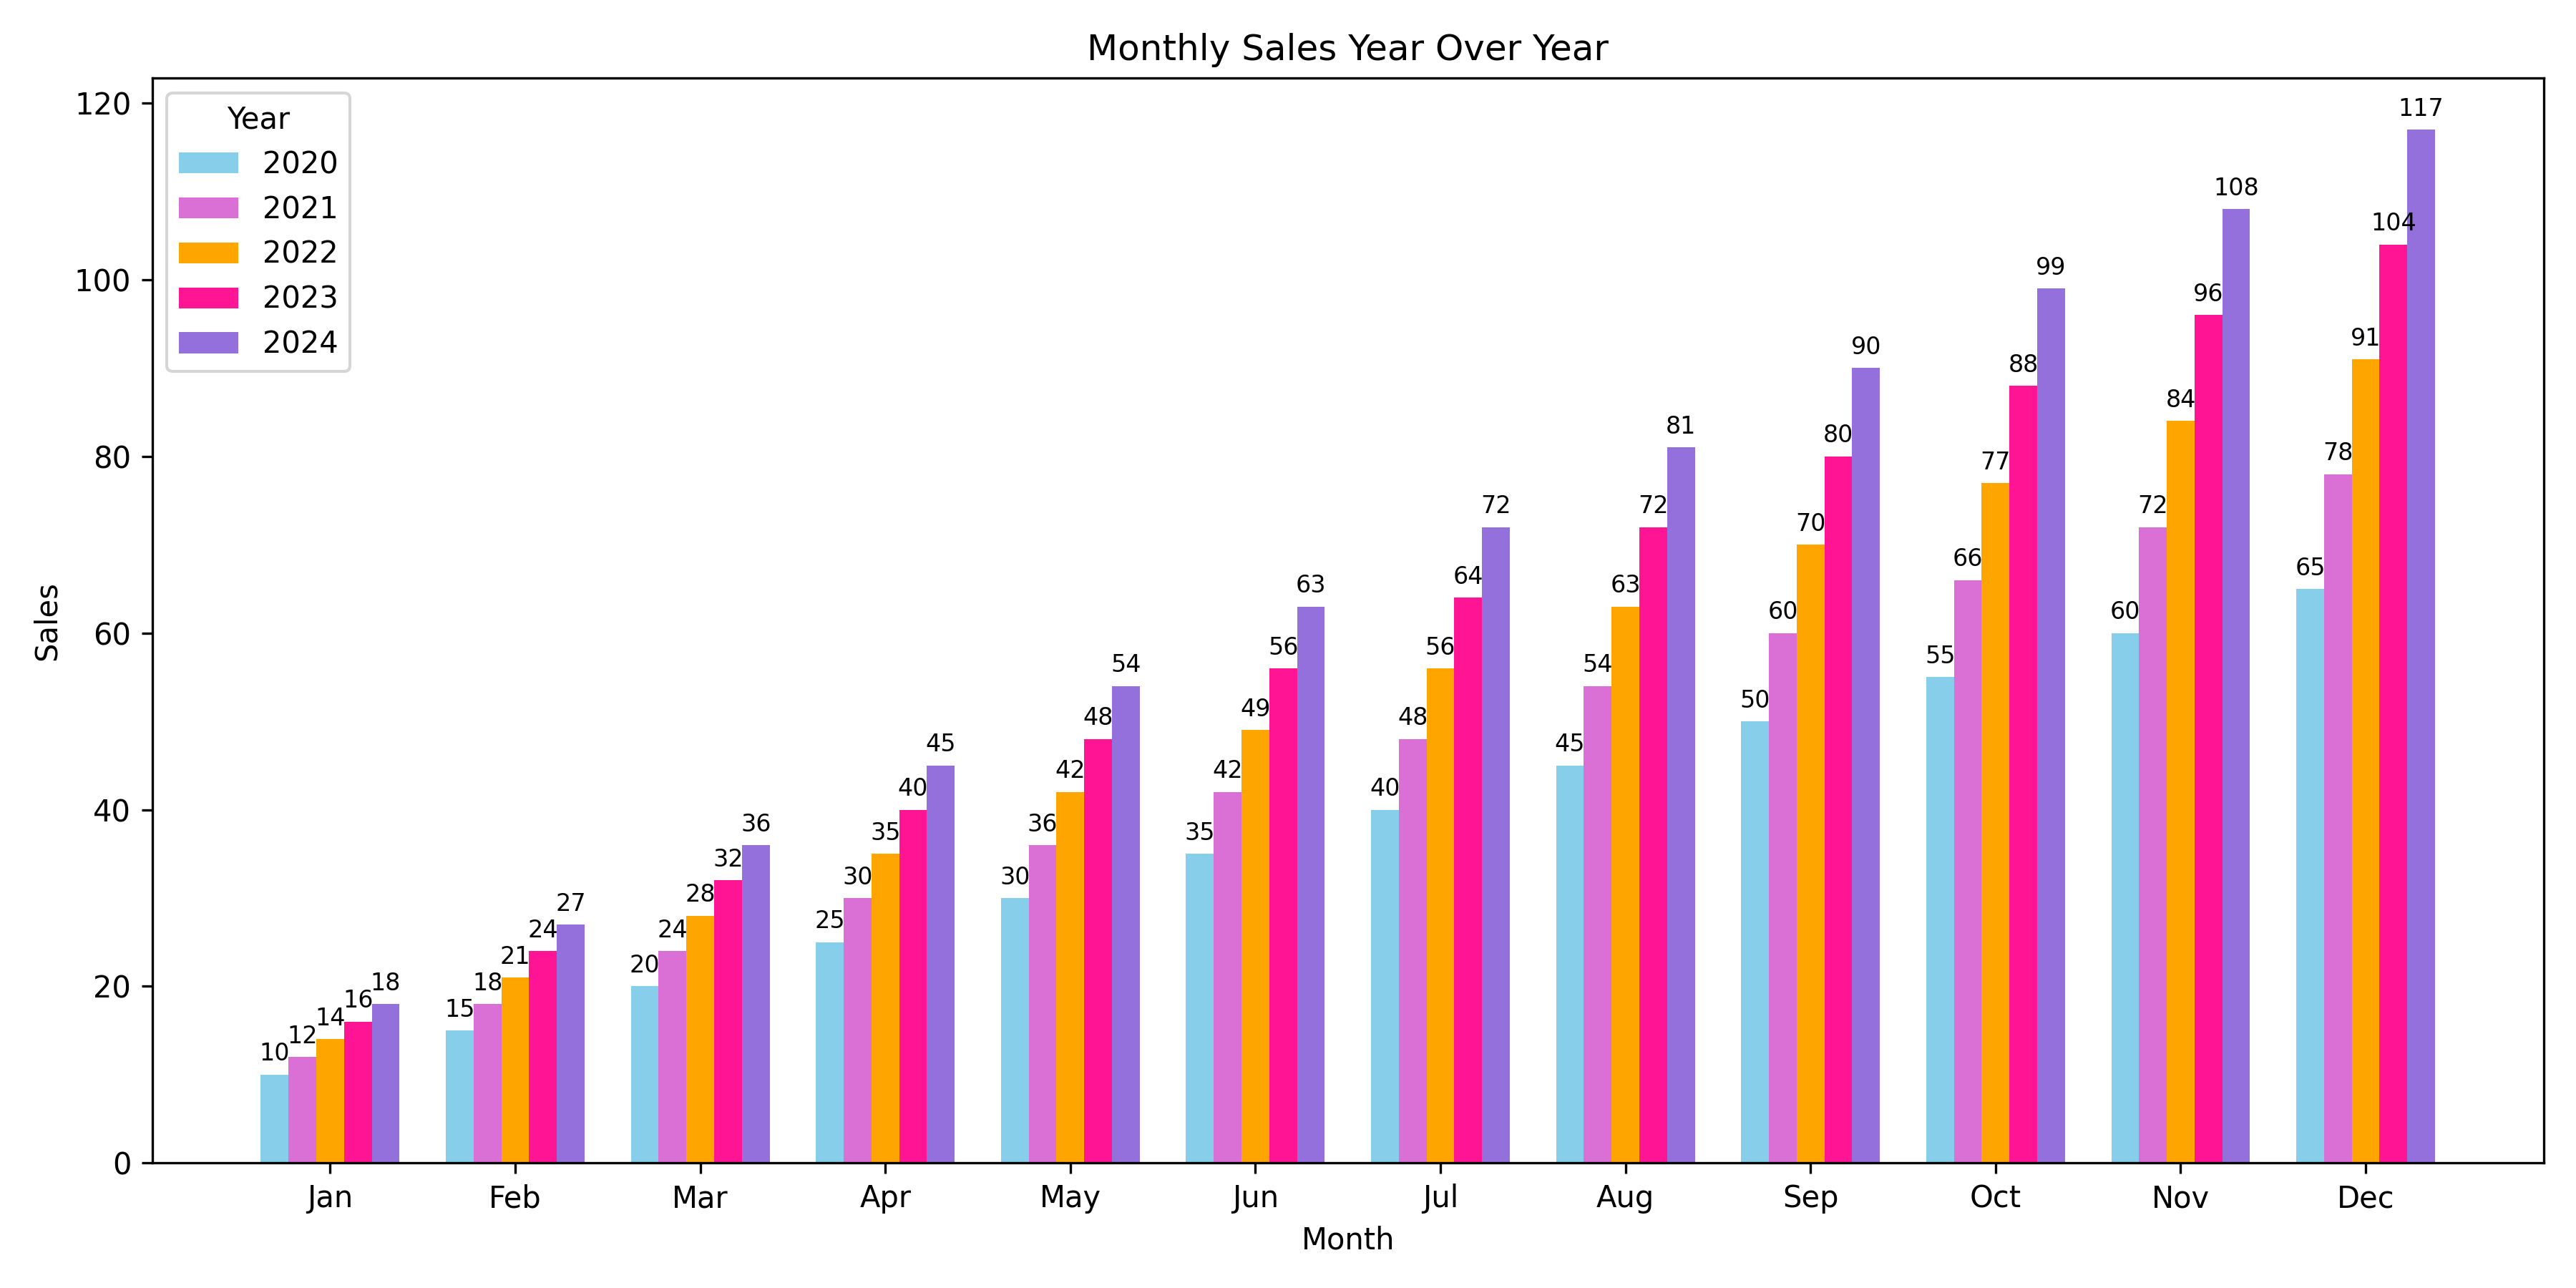 Monthly Sales Year Over Year
Year
2020
2021
2022
2023
2024
Sales
120
100
80
60
40
20
0
10 12 14 16 18
15 18 21 24 27
20 24 28 32 36
25 30 35 40 45
30 36 42 48 54
35 42 49 56 63
40 48 56 64 72
45 54 63 72 81
50 60 70 80 90
55 66 77 88 99
60 72 84 96 108
65 78 91 104 117
Jan Feb Mar Apr May Jun Jul Aug Sep Oct Nov Dec
Month